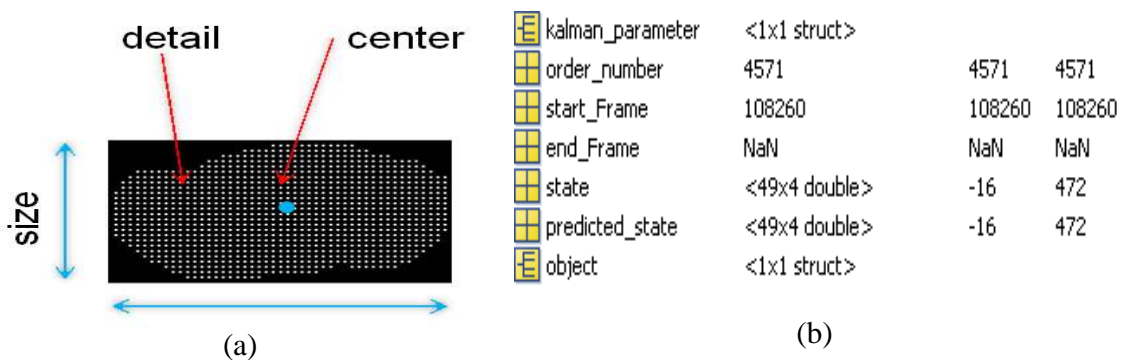 detail center
size
(a)
kalman_parameter <1x1 struct>
order_number 4571 4571 4571
start_Frame 108260 108260 108260
end_Frame NaN NaN NaN
state <49x4 double> -16 472
predicted_state <49x4 double> -16 472
object <1x1 struct>
(b)